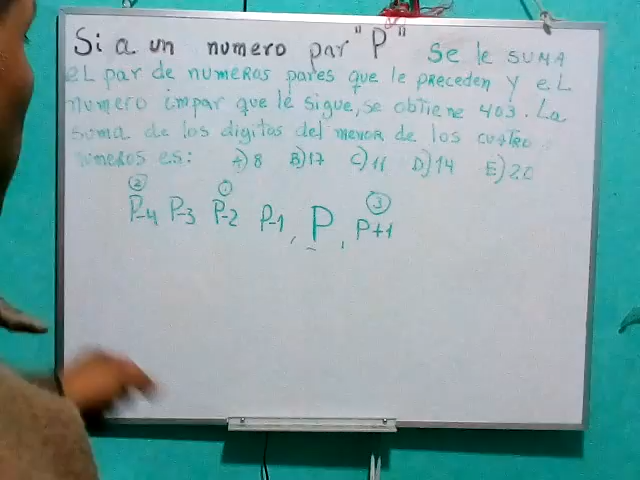 Si a un numero par "P" Se le SUMA
el par de numeros pares que le preceden y el
numero impar que le sigue, se obtiene 403. La
suma de los digitos del menor de los cuatro
numeros es: A) 8 B) 17 C) 11 D) 14 E) 20
② ① ③
P-4 P-3 P-2 P-1, P, P+1